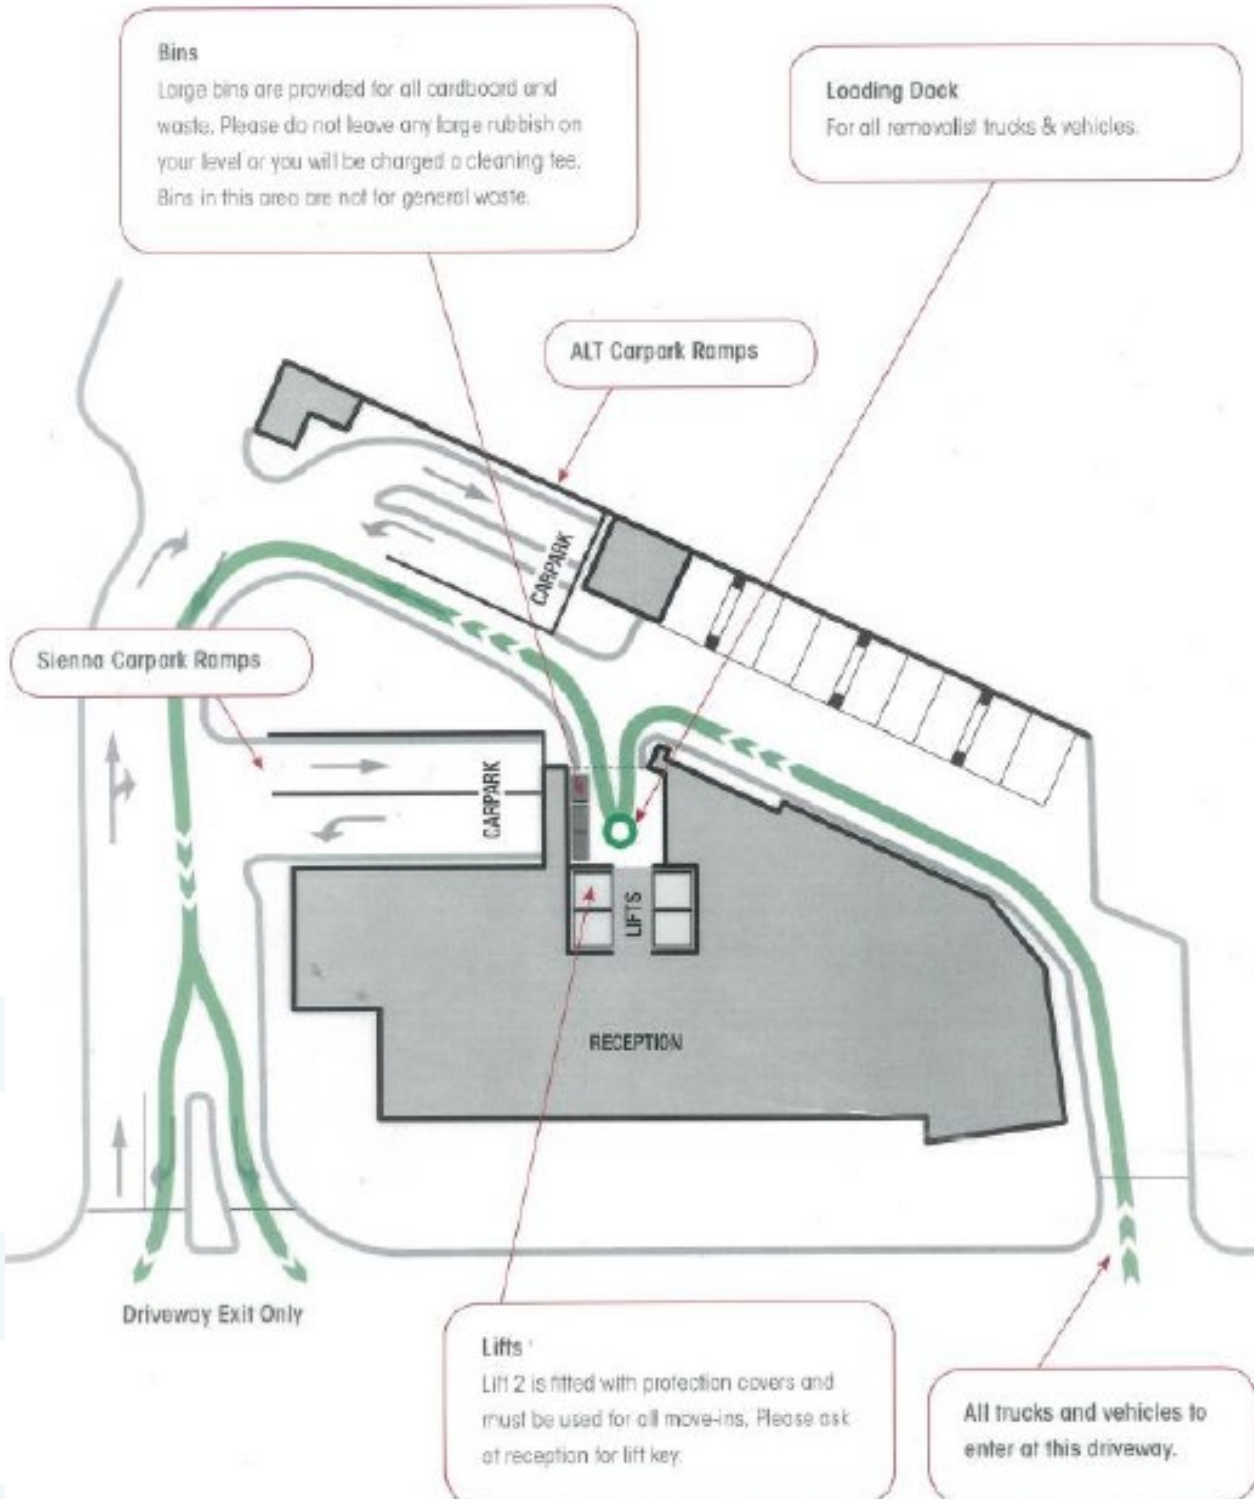 Bins
Large bins are provided for all cardboard and
waste. Please do not leave any large rubbish on
your level or you will be charged a cleaning fee.
Bins in this area are not for general waste.
Loading Dock
For all removalist trucks & vehicles.
ALT Carpark Ramps
CARPARK
Sienna Carpark Ramps
CARPARK
LIFTS
RECEPTION
Driveway Exit Only
Lifts
Lift 2 is fitted with protection covers and
must be used for all move-ins. Please ask
at reception for lift key.
All trucks and vehicles to
enter at this driveway.